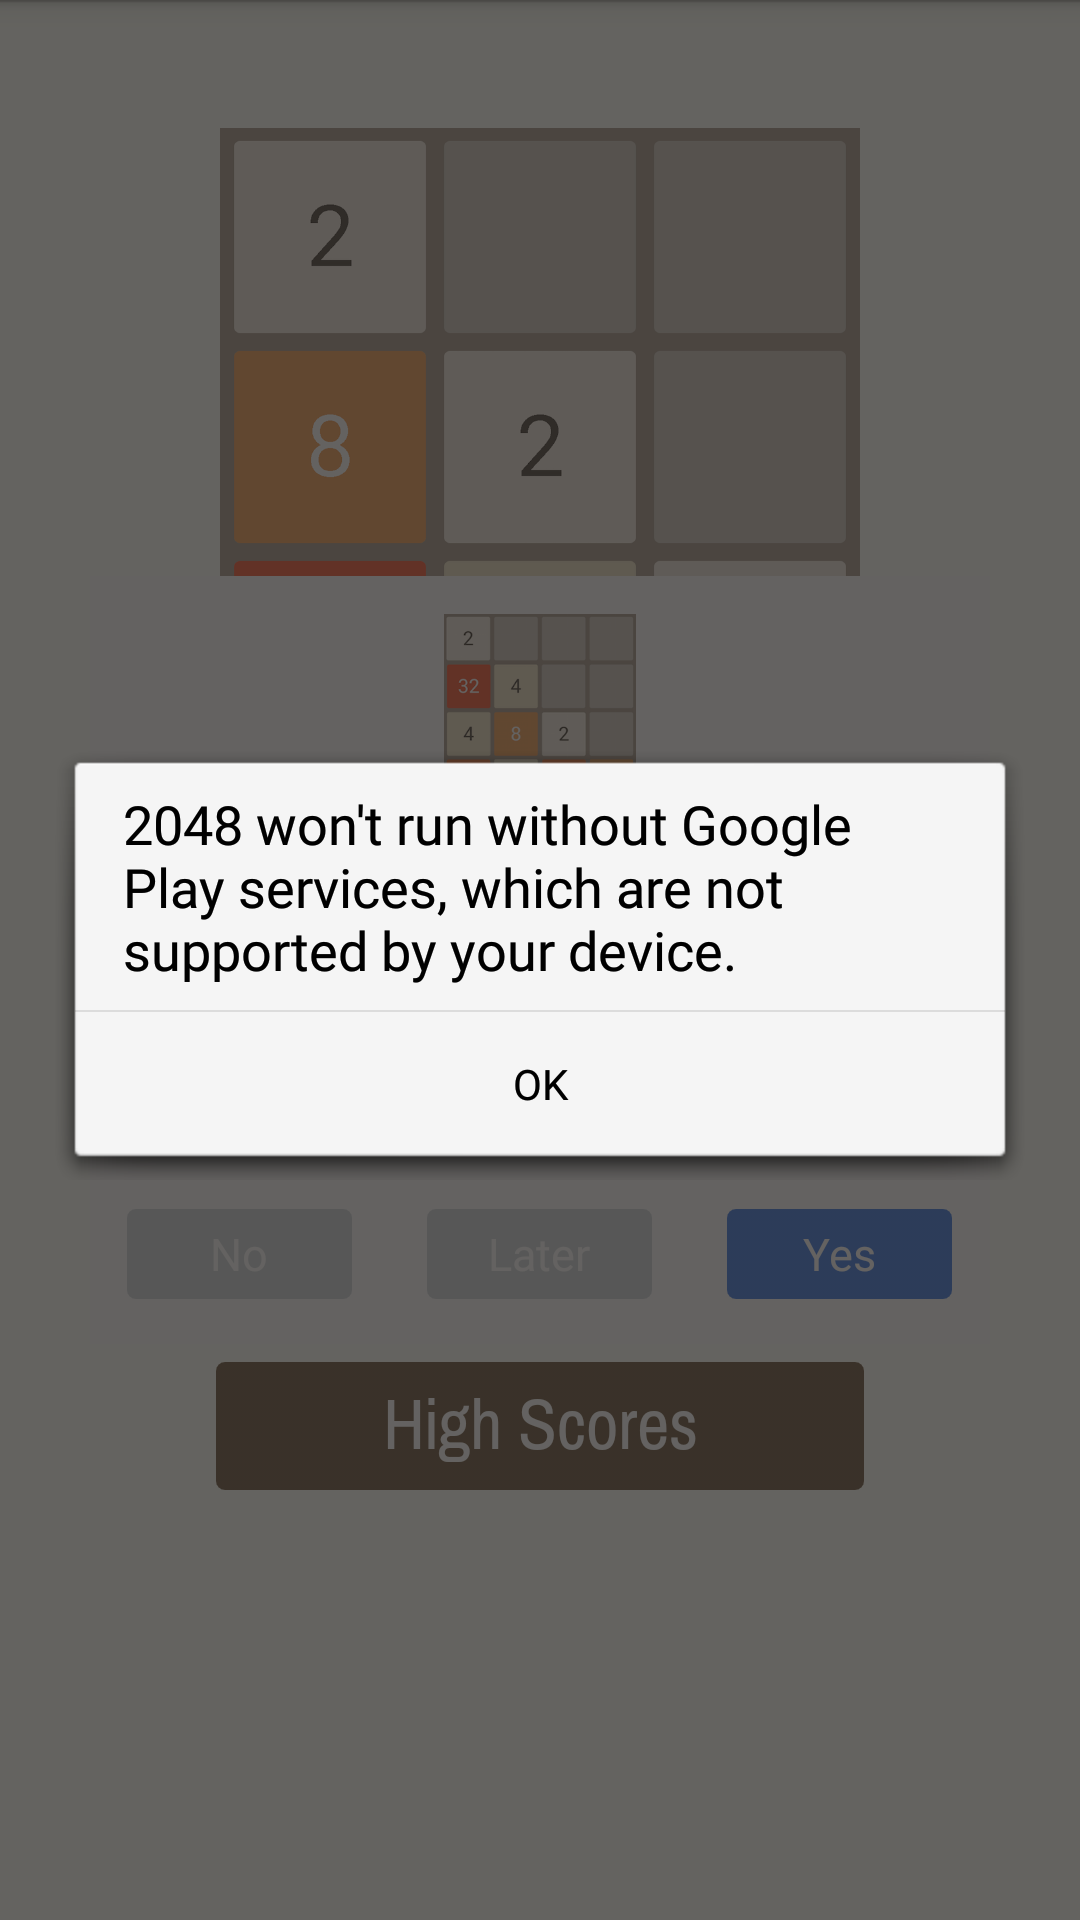 2
8 2
2
32 4
4 8 2
2048 won't run without Google
Play services, which are not
supported by your device.
OK
No Later Yes
High Scores